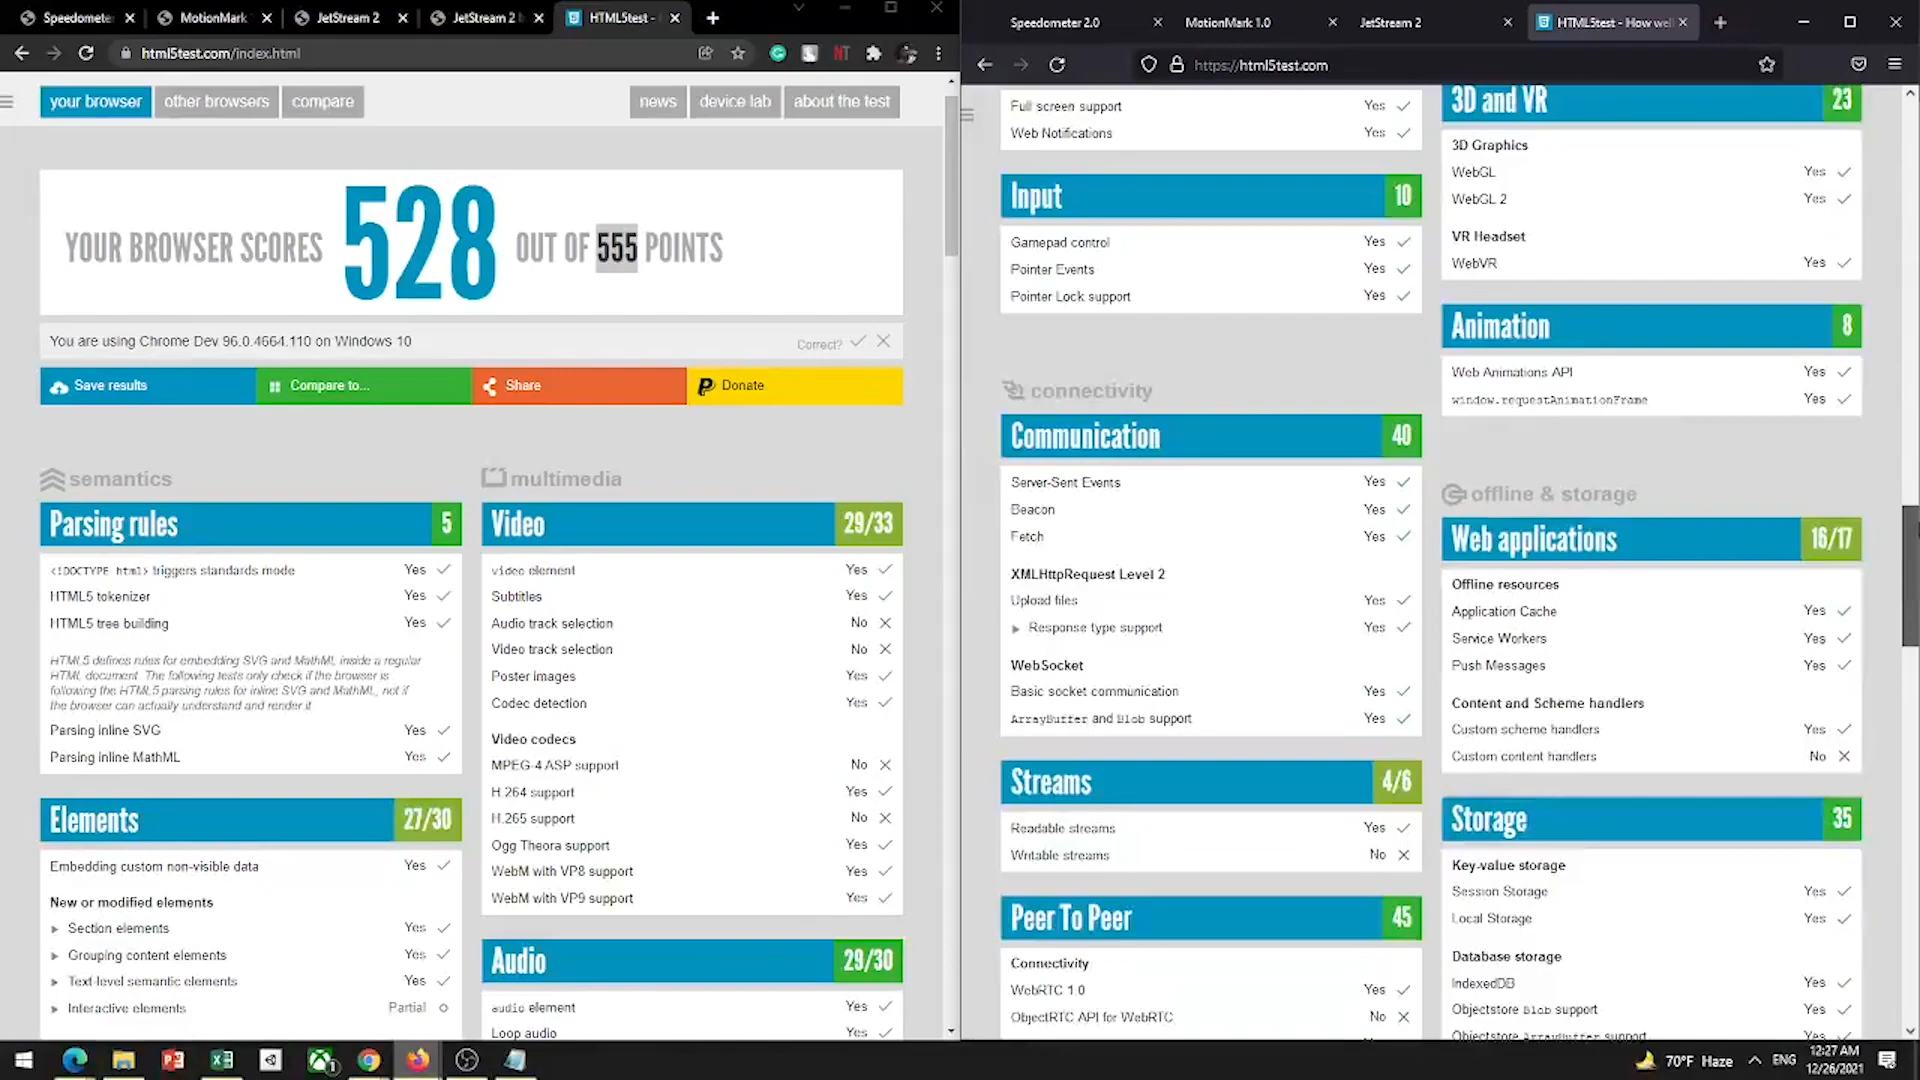 Speedome
MotionMark
JetStream 2
JetStream 2
HTML5test -
html5test.com/index.html
NT
your browser
other browsers
compare
news
device lab
about the test
YOUR BROWSER SCORES 528 OUT OF 555 POINTS
You are using Chrome Dev 96.0.4664.110 on Windows 10
Correct?
Save results
Compare to...
Share
Donate
semantics
Parsing rules 5
<!DOCTYPE html> triggers standards mode Yes
HTML5 tokenizer Yes
HTML5 tree building Yes
HTML5 defines rules for embedding SVG and MathML inside a regular
HTML document. The following tests only check if the browser is
following the HTML5 parsing rules for inline SVG and MathML, not if
the browser can actually understand and render it
Parsing inline SVG Yes
Parsing inline MathML Yes
Elements 27/30
Embedding custom non-visible data Yes
New or modified elements
Section elements Yes
Grouping content elements Yes
Text-level semantic elements Yes
Interactive elements Partial
multimedia
Video 29/33
video element Yes
Subtitles Yes
Audio track selection No
Video track selection No
Poster images Yes
Codec detection Yes
Video codecs
MPEG-4 ASP support No
H.264 support Yes
H.265 support No
Ogg Theora support Yes
WebM with VP8 support Yes
WebM with VP9 support Yes
Audio 29/30
audio element Yes
Loop audio Yes
Speedometer 2.0
MotionMark 1.0
JetStream 2
HTML5test - How wel
https://html5test.com
Full screen support Yes
Web Notifications Yes
Input 10
Gamepad control Yes
Pointer Events Yes
Pointer Lock support Yes
connectivity
Communication 40
Server-Sent Events Yes
Beacon Yes
Fetch Yes
XMLHttpRequest Level 2
Upload files Yes
Response type support Yes
WebSocket
Basic socket communication Yes
ArrayBuffer and Blob support Yes
Streams 4/6
Readable streams Yes
Writable streams No
Peer To Peer 45
Connectivity
WebRTC 1.0 Yes
ObjectRTC API for WebRTC No
3D and VR 23
3D Graphics
WebGL Yes
WebGL 2 Yes
VR Headset
WebVR Yes
Animation 8
Web Animations API Yes
window.requestAnimationFrame Yes
offline & storage
Web applications 16/17
Offline resources
Application Cache Yes
Service Workers Yes
Push Messages Yes
Content and Scheme handlers
Custom scheme handlers Yes
Custom content handlers No
Storage 35
Key-value storage
Session Storage Yes
Local Storage Yes
Database storage
IndexedDB Yes
Objectstore Blob support Yes
Objectstore ArrayBuffer support Yes
70°F Haze
ENG
12:27 AM
12/26/2021